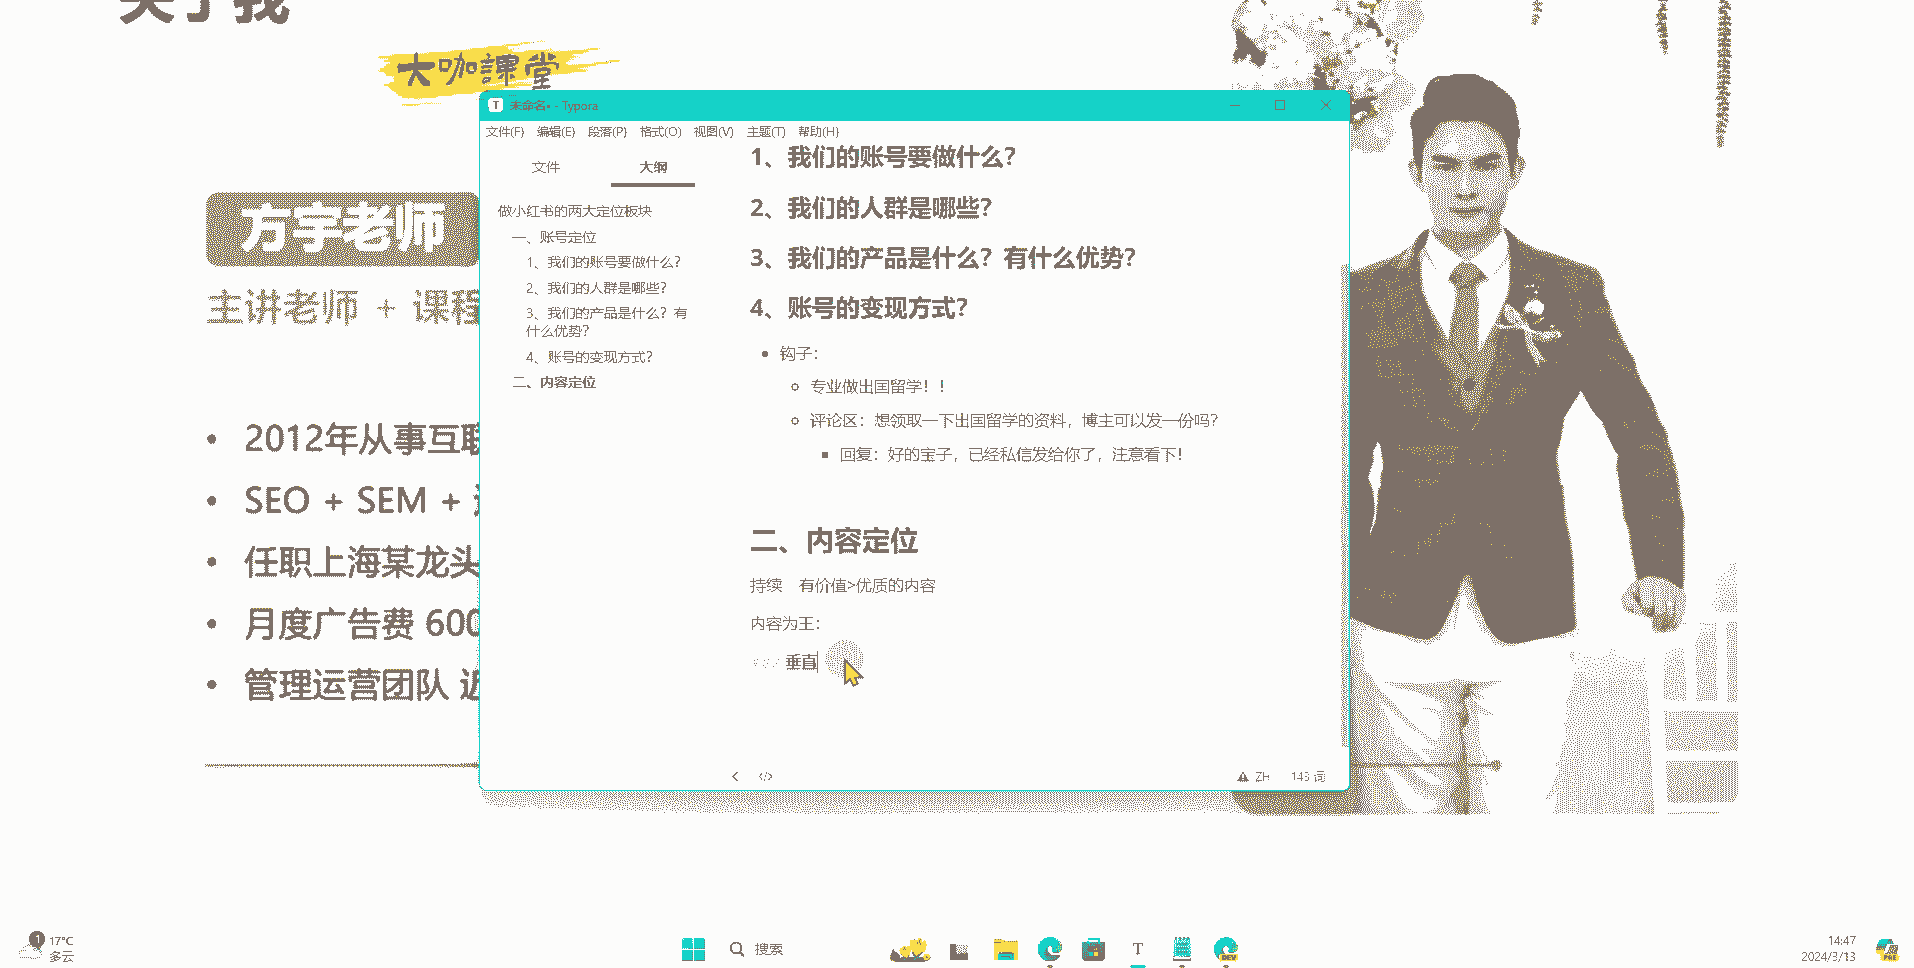 关于我
大咖課堂
未命名• - Typora
文件(F) 编辑(E) 段落(P) 格式(O) 视图(V) 主题(T) 帮助(H)
文件 大纲
做小红书的两大定位板块
一、账号定位
1、我们的账号要做什么？
2、我们的人群是哪些？
3、我们的产品是什么？有
什么优势？
4、账号的变现方式？
二、内容定位
1、我们的账号要做什么？
2、我们的人群是哪些？
3、我们的产品是什么？有什么优势？
4、账号的变现方式？
• 钩子：
专业做出国留学！！
评论区：想领取一下出国留学的资料，博主可以发一份吗？
回复：好的宝子，已经私信发给你了，注意看下！
二、内容定位
持续 有价值>优质的内容
内容为王：
### 垂直
</> ZH 145 词
方宇老师
主讲老师 + 课程
• 2012年从事互联
• SEO + SEM +
• 任职上海某龙头
• 月度广告费 600
• 管理运营团队 近
1
17°C
多云
搜索
T
DEV
14:47
2024/3/13
PRE